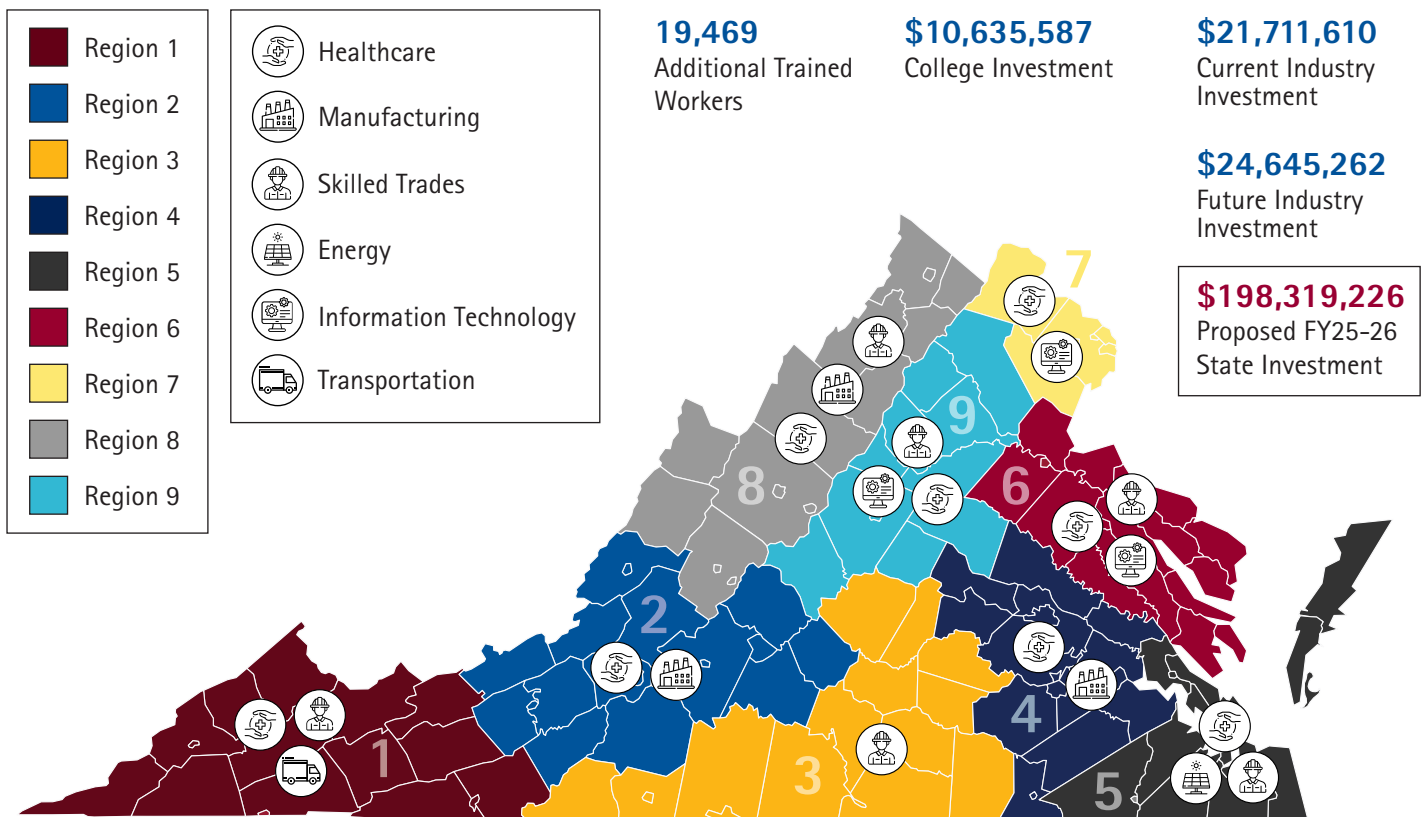 Region 1
Region 2
Region 3
Region 4
Region 5
Region 6
Region 7
Region 8
Region 9
Healthcare
Manufacturing
Skilled Trades
Energy
Information Technology
Transportation
19,469
Additional Trained
Workers
$10,635,587
College Investment
$21,711,610
Current Industry
Investment
$24,645,262
Future Industry
Investment
$198,319,226
Proposed FY25-26
State Investment
7
9
8
6
2
4
1
3
5